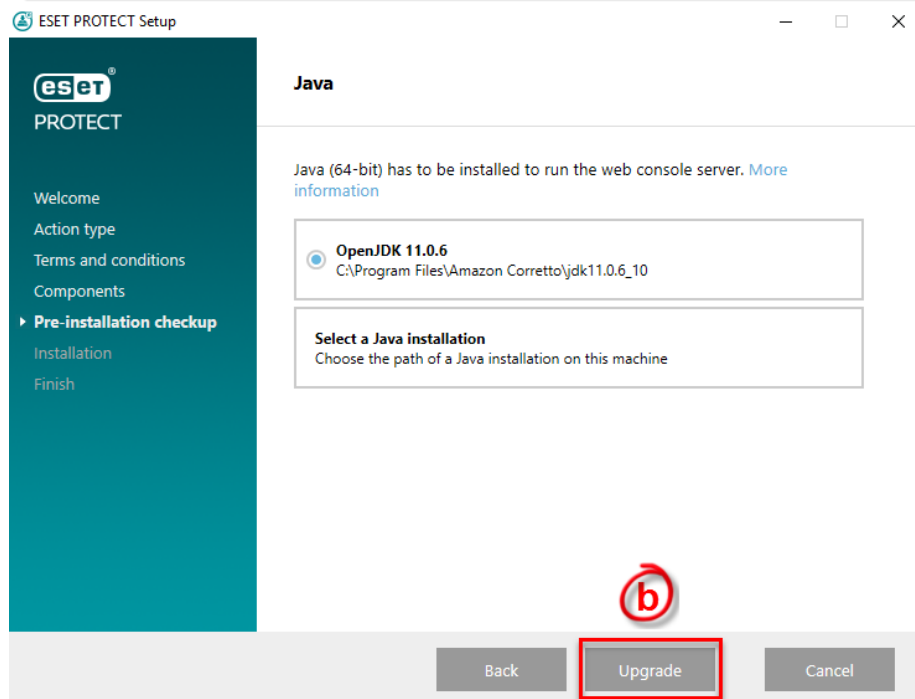 ESET PROTECT Setup
eseT®
PROTECT
Welcome
Action type
Terms and conditions
Components
Pre-installation checkup
Installation
Finish
Java
Java (64-bit) has to be installed to run the web console server. More
information
OpenJDK 11.0.6
C:\Program Files\Amazon Corretto\jdk11.0.6_10
Select a Java installation
Choose the path of a Java installation on this machine
b
Back
Upgrade
Cancel